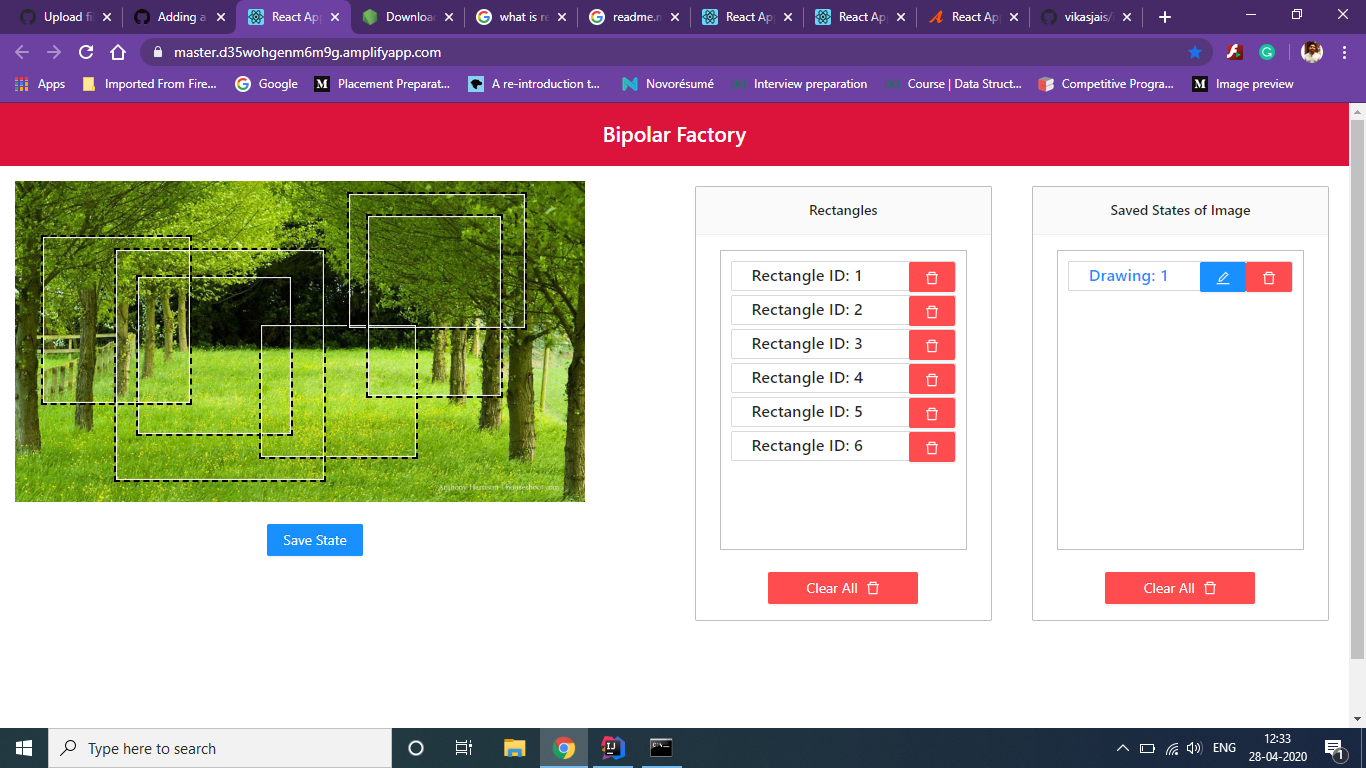 Upload fi
Adding a
React Ap
Downloa
what is re
readme.m
React Ap
React Ap
React Ap
vikasjais/
master.d35wohgenm6m9g.amplifyapp.com
Apps
Imported From Fire...
Google
Placement Preparat...
A re-introduction t...
Novorésumé
Interview preparation
Course | Data Struct...
Competitive Progra...
Image preview
Bipolar Factory
Rectangles
Rectangle ID: 1
Rectangle ID: 2
Rectangle ID: 3
Rectangle ID: 4
Rectangle ID: 5
Rectangle ID: 6
Clear All
Saved States of Image
Drawing: 1
Clear All
Save State
Type here to search
ENG
12:33
28-04-2020
1